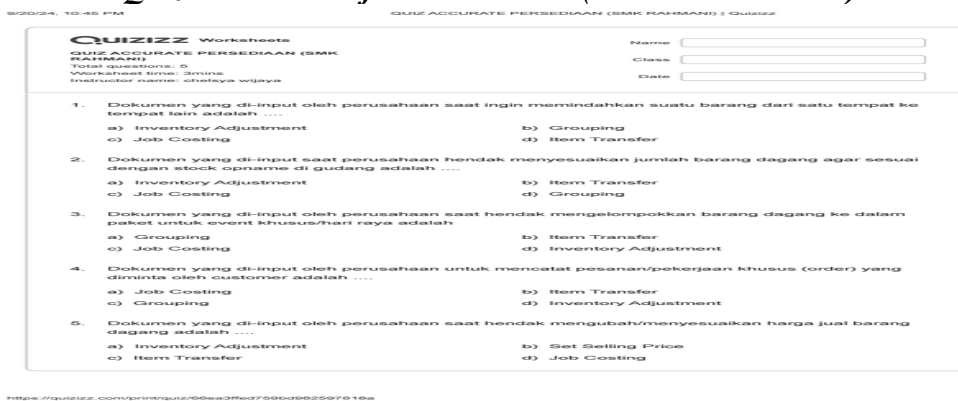 9/20/24, 10:45 PM QUIZ ACCURATE PERSEDIAAN (SMK RAHMANI) | Quizizz
QUIZIZZ Worksheets
QUIZ ACCURATE PERSEDIAAN (SMK
RAHMANI)
Total questions: 5
Worksheet time: 3mins
Instructor name: chelsya wijaya
Name
Class
Date
1. Dokumen yang di-input oleh perusahaan saat ingin memindahkan suatu barang dari satu tempat ke
tempat lain adalah ....
a) Inventory Adjustment b) Grouping
c) Job Costing d) Item Transfer
2. Dokumen yang di-input saat perusahaan hendak menyesuaikan jumlah barang dagang agar sesuai
dengan stock opname di gudang adalah ....
a) Inventory Adjustment b) Item Transfer
c) Job Costing d) Grouping
3. Dokumen yang di-input oleh perusahaan saat hendak mengelompokkan barang dagang ke dalam
paket untuk event khusus/hari raya adalah
a) Grouping b) Item Transfer
c) Job Costing d) Inventory Adjustment
4. Dokumen yang di-input oleh perusahaan untuk mencatat pesanan/pekerjaan khusus (order) yang
diminta oleh customer adalah ....
a) Job Costing b) Item Transfer
c) Grouping d) Inventory Adjustment
5. Dokumen yang di-input oleh perusahaan saat hendak mengubah/menyesuaikan harga jual barang
dagang adalah ....
a) Inventory Adjustment b) Set Selling Price
c) Item Transfer d) Job Costing